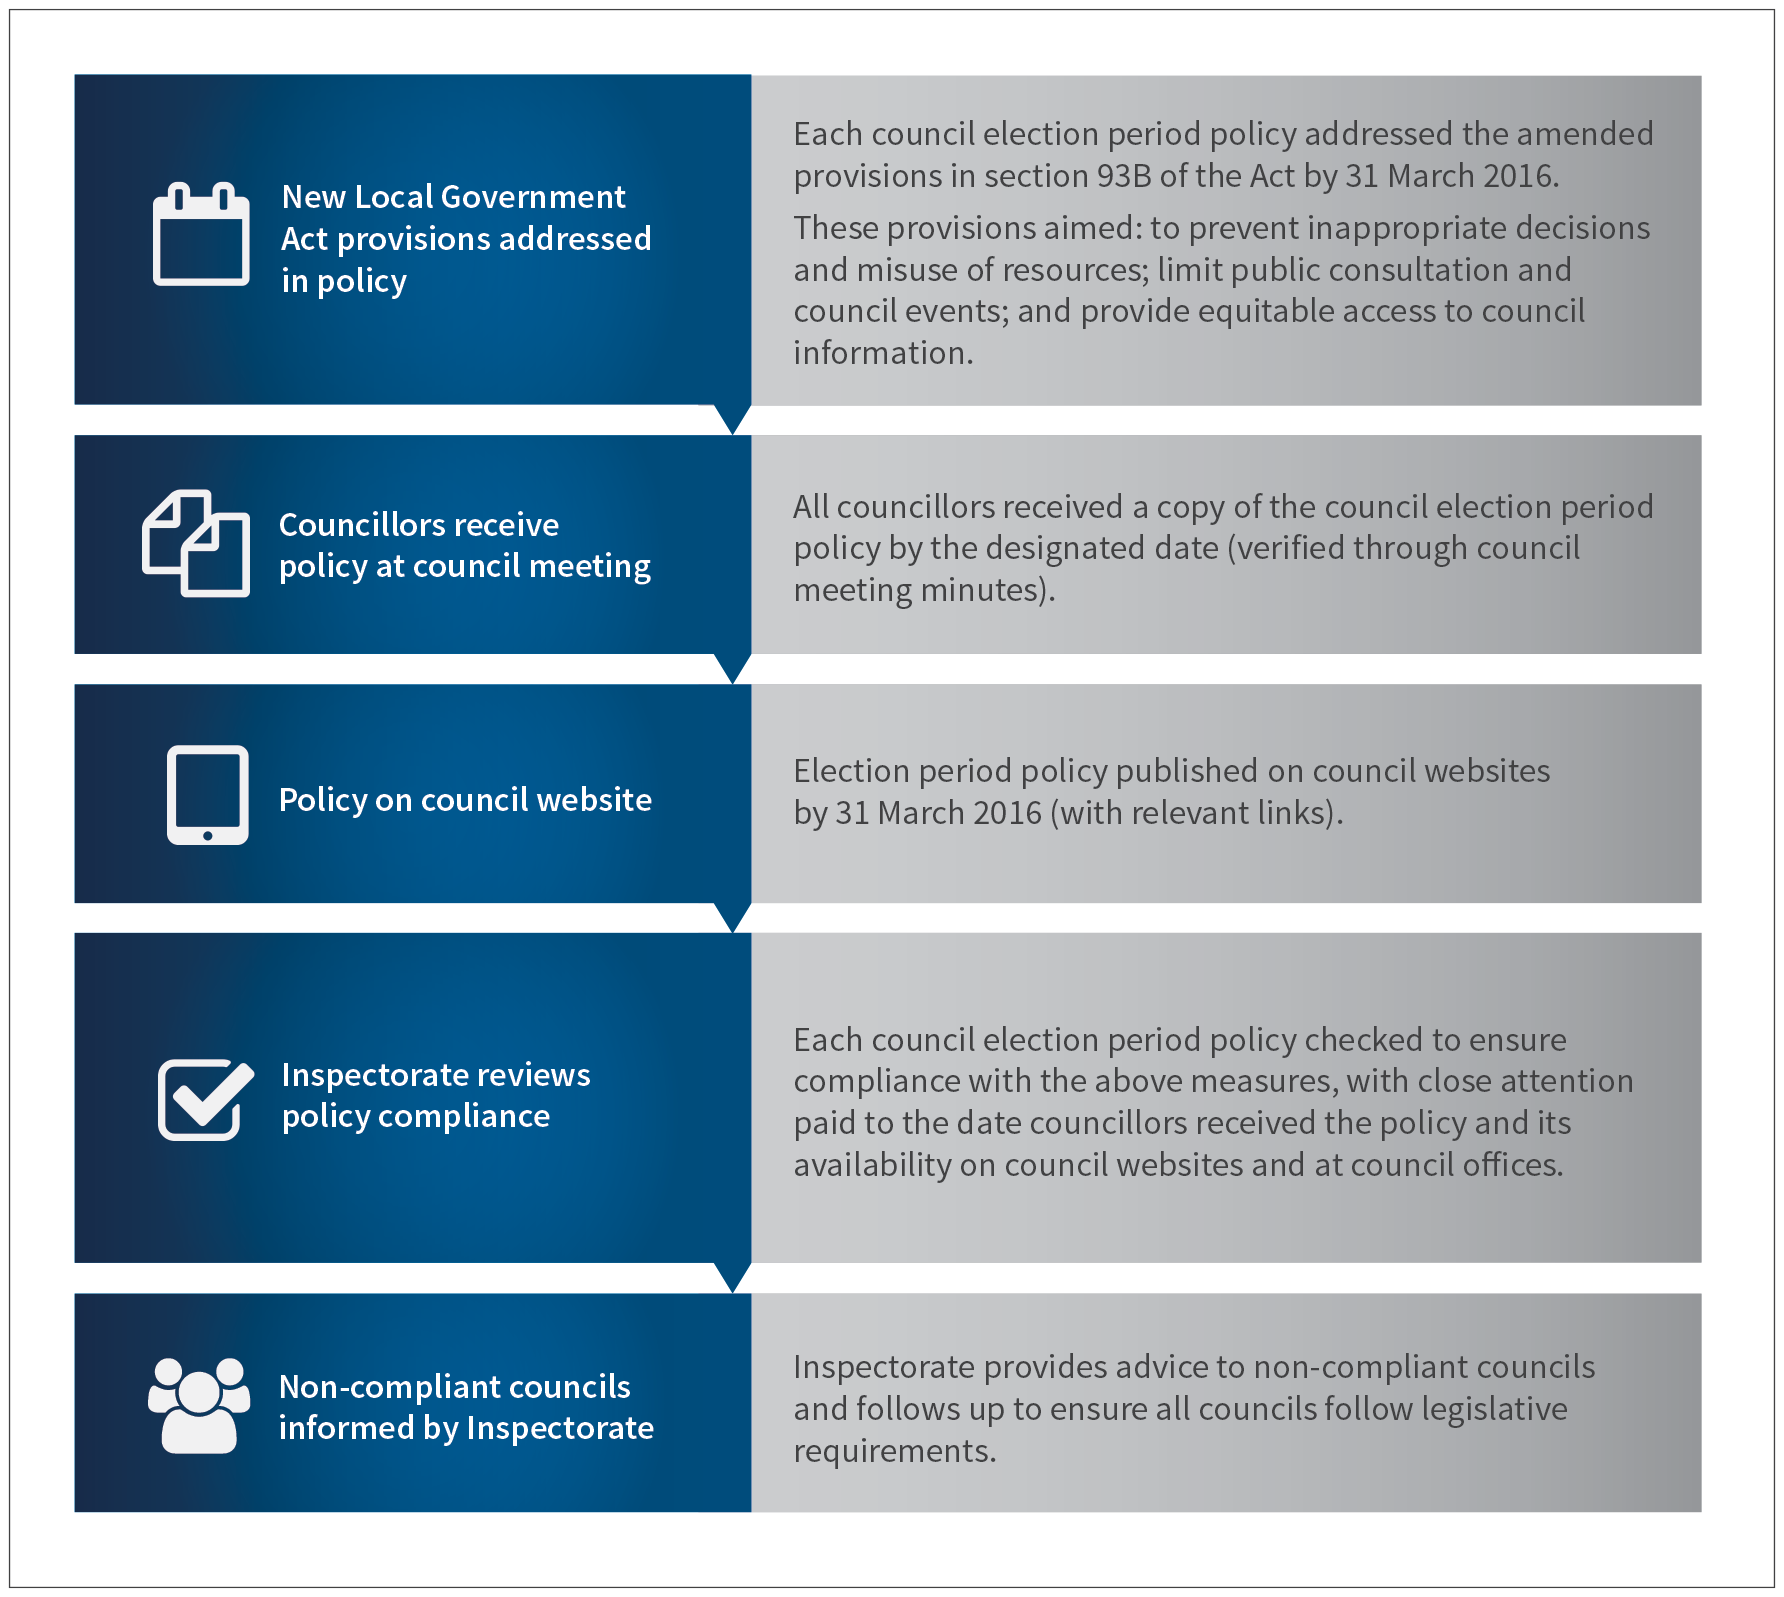 New Local Government
Act provisions addressed
in policy
Each council election period policy addressed the amended
provisions in section 93B of the Act by 31 March 2016.
These provisions aimed: to prevent inappropriate decisions
and misuse of resources; limit public consultation and
council events; and provide equitable access to council
information.
Councillors receive
policy at council meeting
All councillors received a copy of the council election period
policy by the designated date (verified through council
meeting minutes).
Policy on council website
Election period policy published on council websites
by 31 March 2016 (with relevant links).
Inspectorate reviews
policy compliance
Each council election period policy checked to ensure
compliance with the above measures, with close attention
paid to the date councillors received the policy and its
availability on council websites and at council offices.
Non-compliant councils
informed by Inspectorate
Inspectorate provides advice to non-compliant councils
and follows up to ensure all councils follow legislative
requirements.